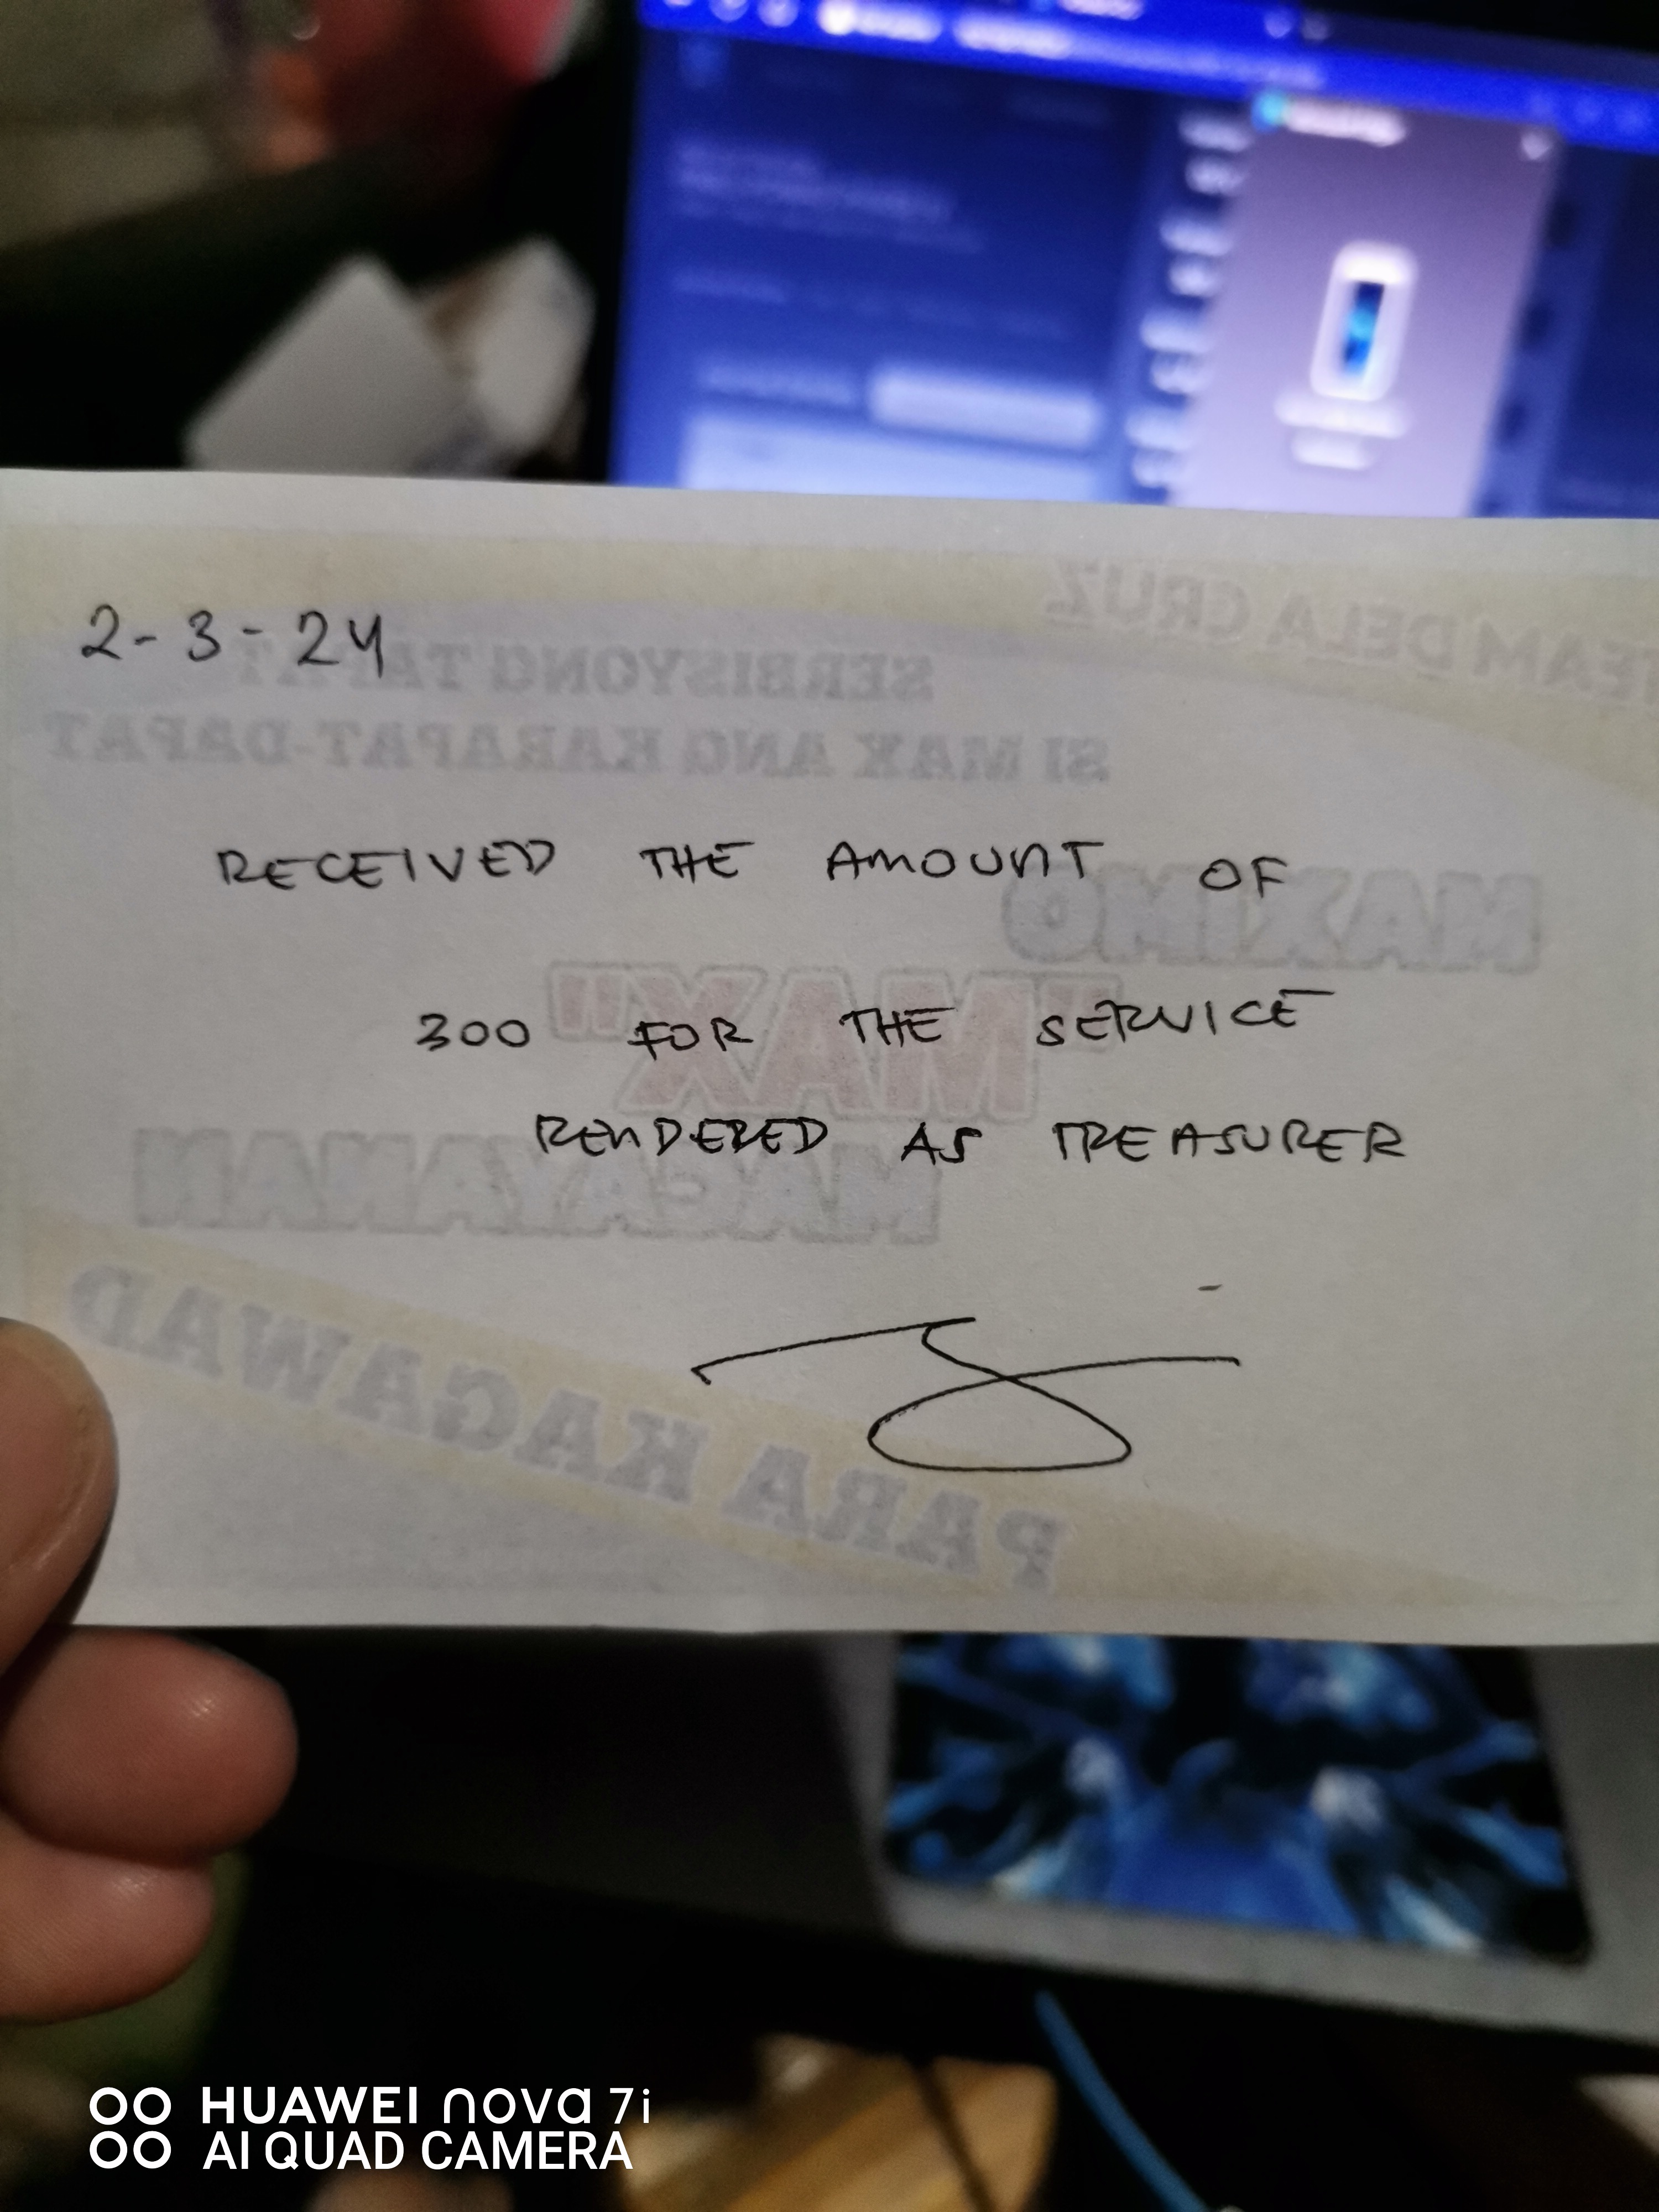 2-3-24
TEAM DELA CRUZ
SERBISYONG TAPAT
SI MAX ANG KARAPAT-DAPAT
RECEIVED THE AMOUNT OF
MAXIMO
300 FOR THE SERVICE
"MAX"
RENDERED AS TREASURER
MAGAYANAN
PARA KAGAWAD
HUAWEI nova 7i
AI QUAD CAMERA